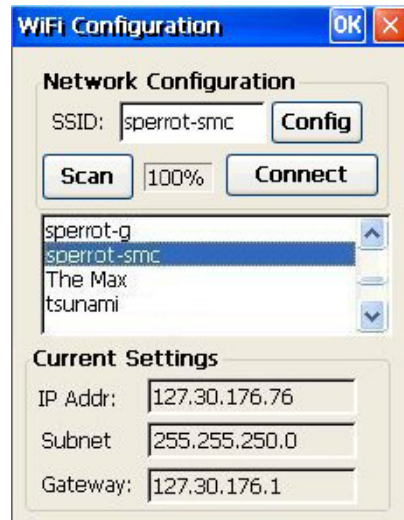 WiFi Configuration OK
Network Configuration
SSID: sperrot-smc Config
Scan 100% Connect
sperrot-g
sperrot-smc
The Max
tsunami
Current Settings
IP Addr: 127.30.176.76
Subnet 255.255.250.0
Gateway: 127.30.176.1